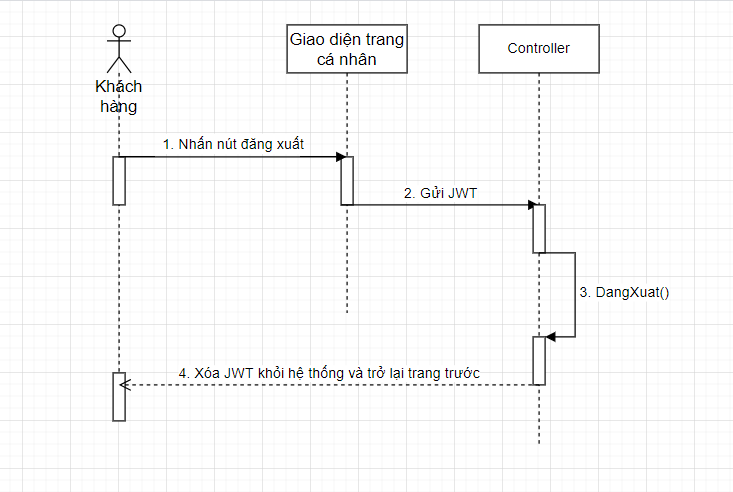 Khách
hàng
Giao diện trang
cá nhân
Controller
1. Nhấn nút đăng xuất
2. Gửi JWT
3. DangXuat()
4. Xóa JWT khỏi hệ thống và trở lại trang trước